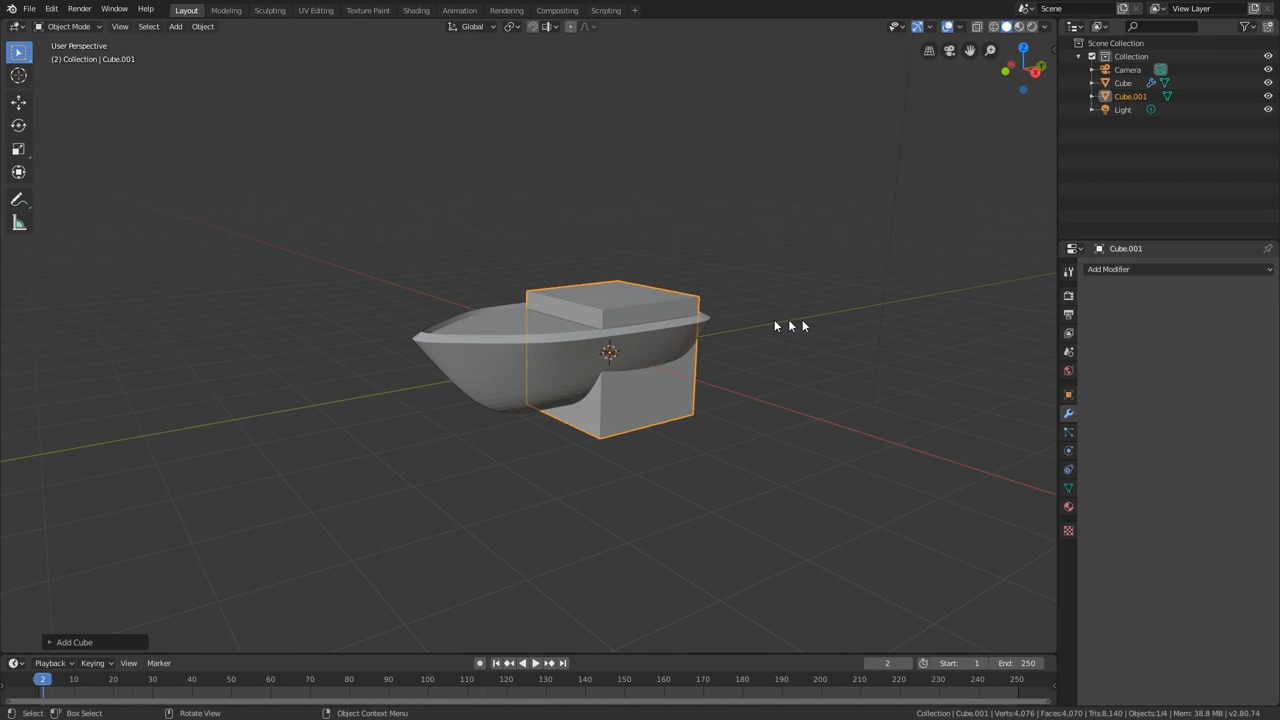 File Edit Render Window Help Layout Modeling Sculpting UV Editing Texture Paint Shading Animation Rendering Compositing Scripting + Scene View Layer
Object Mode View Select Add Object Global
User Perspective
(2) Collection | Cube.001
Scene Collection
Collection
Camera
Cube
Cube.001
Light
Cube.001
Add Modifier
Add Cube
Playback Keying View Marker 2 Start: 1 End: 250
2 10 20 30 40 50 60 70 80 90 100 110 120 130 140 150 160 170 180 190 200 210 220 230 240 250
Select Box Select Rotate View Object Context Menu Collection | Cube.001 | Verts:4,076 | Faces:4,070 | Tris:8,140 | Objects:1/4 | Mem: 38.8 MB | v2.80.74